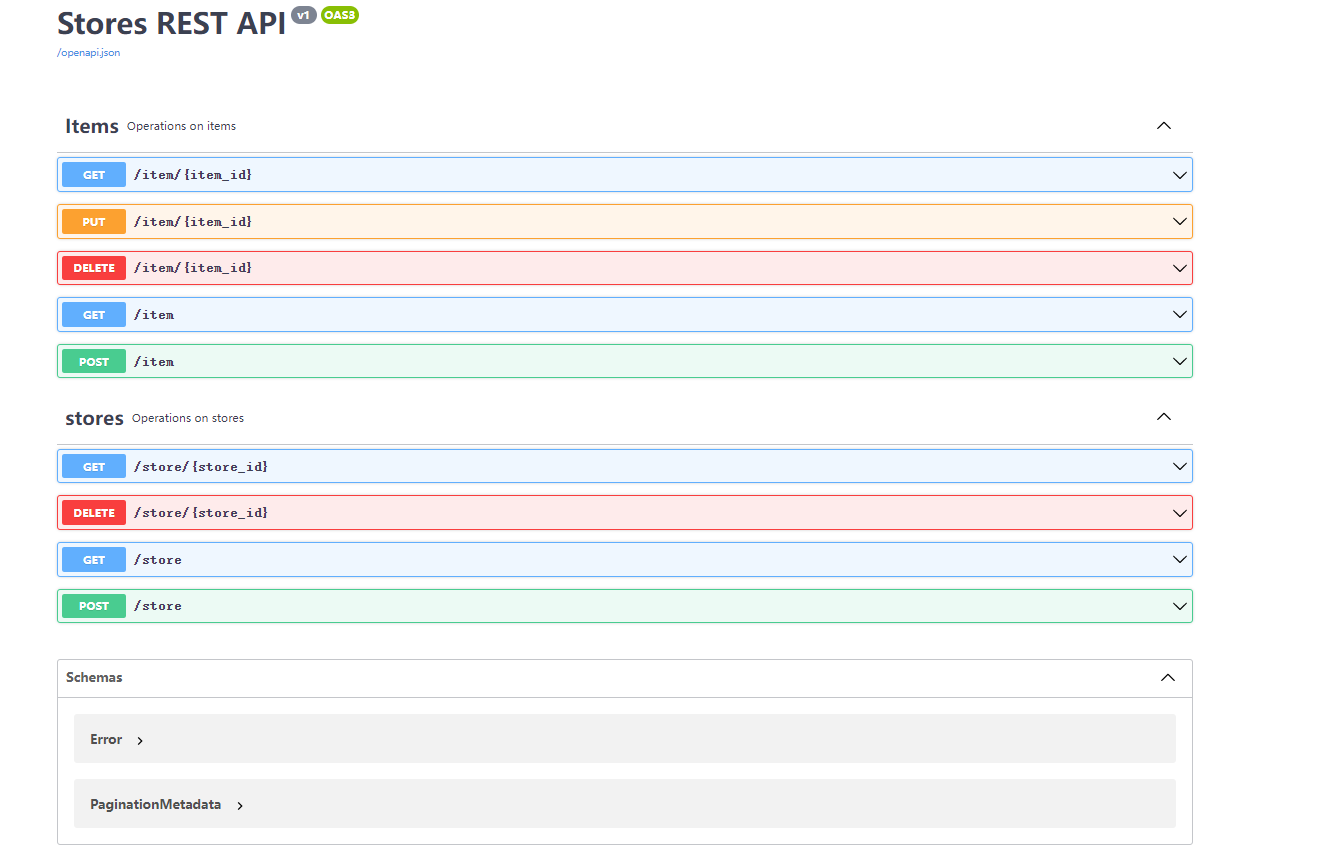 Stores REST API v1 OAS3
/openapi.json
Items Operations on items
GET /item/{item_id}
PUT /item/{item_id}
DELETE /item/{item_id}
GET /item
POST /item
stores Operations on stores
GET /store/{store_id}
DELETE /store/{store_id}
GET /store
POST /store
Schemas
Error
PaginationMetadata